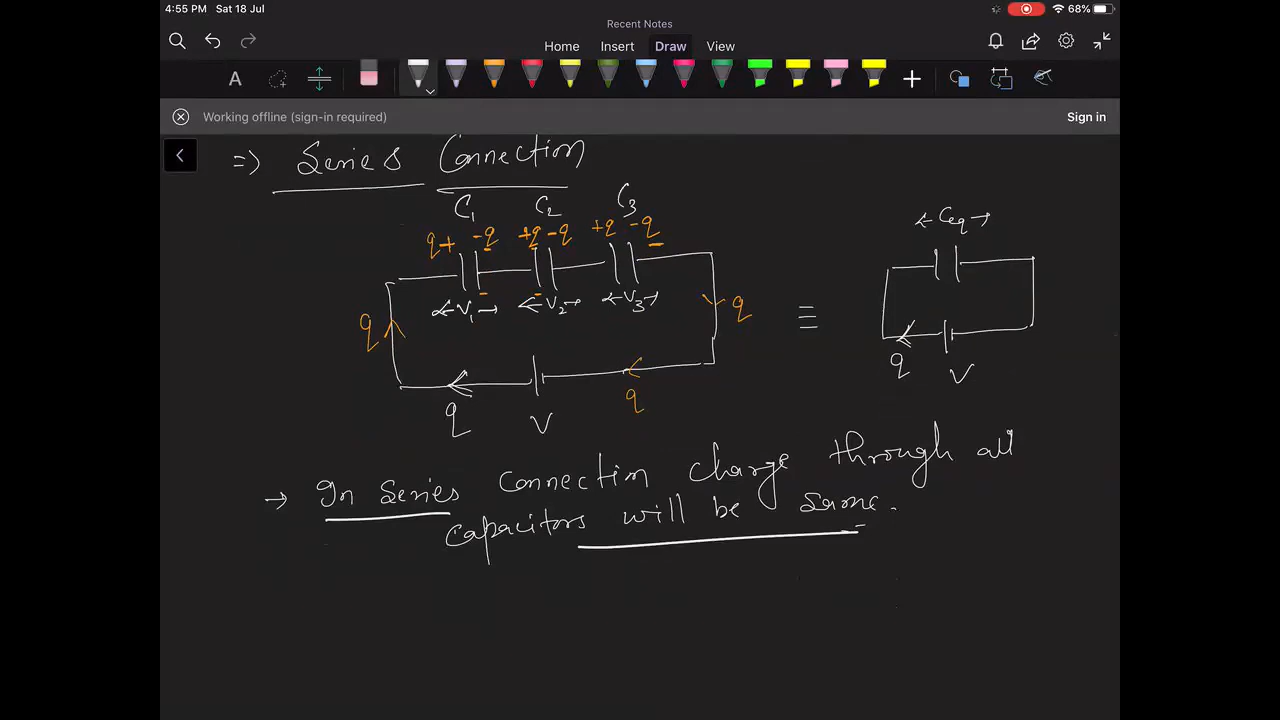 4:55 PM Sat 18 Jul
68%
Recent Notes
Home Insert Draw View
A
Working offline (sign-in required)
Sign in
=> Series Connection
C1 C2 C3
q+ -q +q -q +q -q
V1 V2 V3
q
q
q
V
q
Ceq
≡
q
V
→ In series connection charge through all
capacitors will be same.